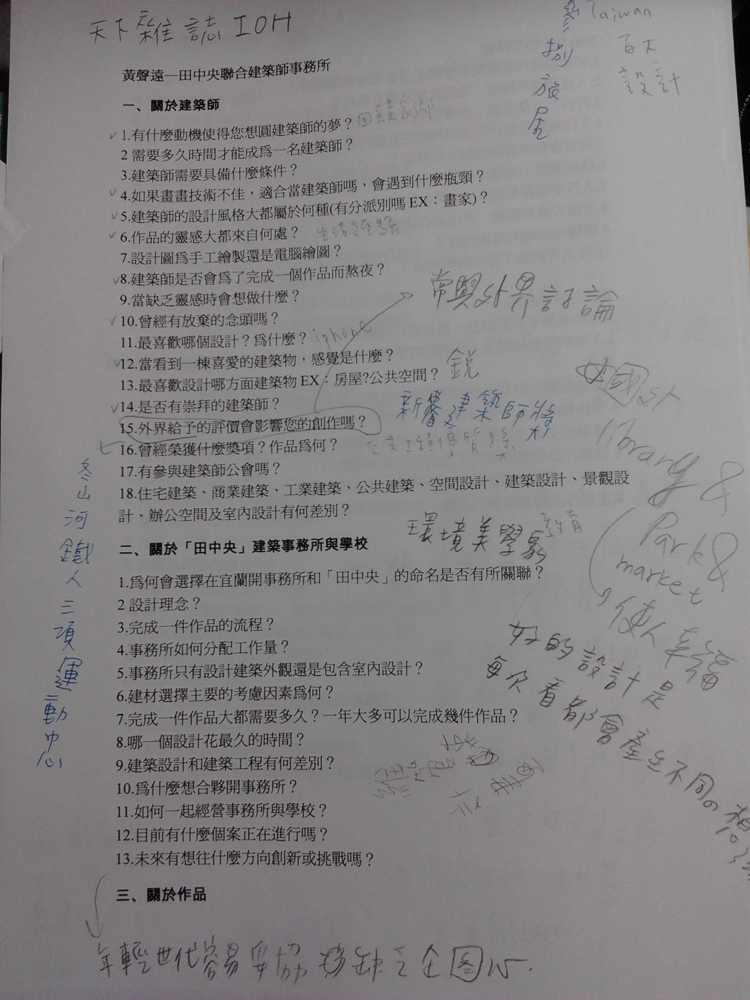 天下雜誌 IOH
Taiwan
百大
設計
捌
旅
居
黃聲遠—田中央聯合建築師事務所
一、關於建築師
1.有什麼動機使得您想圓建築師的夢？回饋家鄉
2 需要多久時間才能成為一名建築師？
3.建築師需要具備什麼條件？
4.如果畫畫技術不佳，適合當建築師嗎，會遇到什麼瓶頸？
5.建築師的設計風格大都屬於何種(有分派別嗎 EX：畫家)？
6.作品的靈感大都來自何處？生活經驗
7.設計圖為手工繪製還是電腦繪圖？
8.建築師是否會為了完成一個作品而熬夜？
常與外界討論
9.當缺乏靈感時會想做什麼？
10.曾經有放棄的念頭嗎？
11.最喜歡哪個設計？為什麼？iphone
12.當看到一棟喜愛的建築物，感覺是什麼？
13.最喜歡設計哪方面建築物 EX：房屋?公共空間？
14.是否有崇拜的建築師？
建築師獎
15.外界給予的評價會影響您的創作嗎？
公共工程優質獎
16.曾經榮獲什麼獎項？作品為何？
17.有參與建築師公會嗎？
18.住宅建築、商業建築、工業建築、公共建築、空間設計、建築設計、景觀設
計、辦公空間及室內設計有何差別？
環境美學家 教育
國外
library &
Park &
market
使人幸福
冬山河鐵人三項運動中心
二、關於「田中央」建築事務所與學校
1.為何會選擇在宜蘭開事務所和「田中央」的命名是否有所關聯？
2 設計理念？
3.完成一件作品的流程？
4.事務所如何分配工作量？
5.事務所只有設計建築外觀還是包含室內設計？
6.建材選擇主要的考慮因素為何？
7.完成一件作品大都需要多久？一年大多可以完成幾件作品？
8.哪一個設計花最久的時間？
9.建築設計和建築工程有何差別？
10.為什麼想合夥開事務所？
11.如何一起經營事務所與學校？
12.目前有什麼個案正在進行嗎？
13.未來有想往什麼方向創新或挑戰嗎？
好的設計是
每次看都會產生不同の想
三、關於作品
年輕世代容易妥協 缺乏企图心.